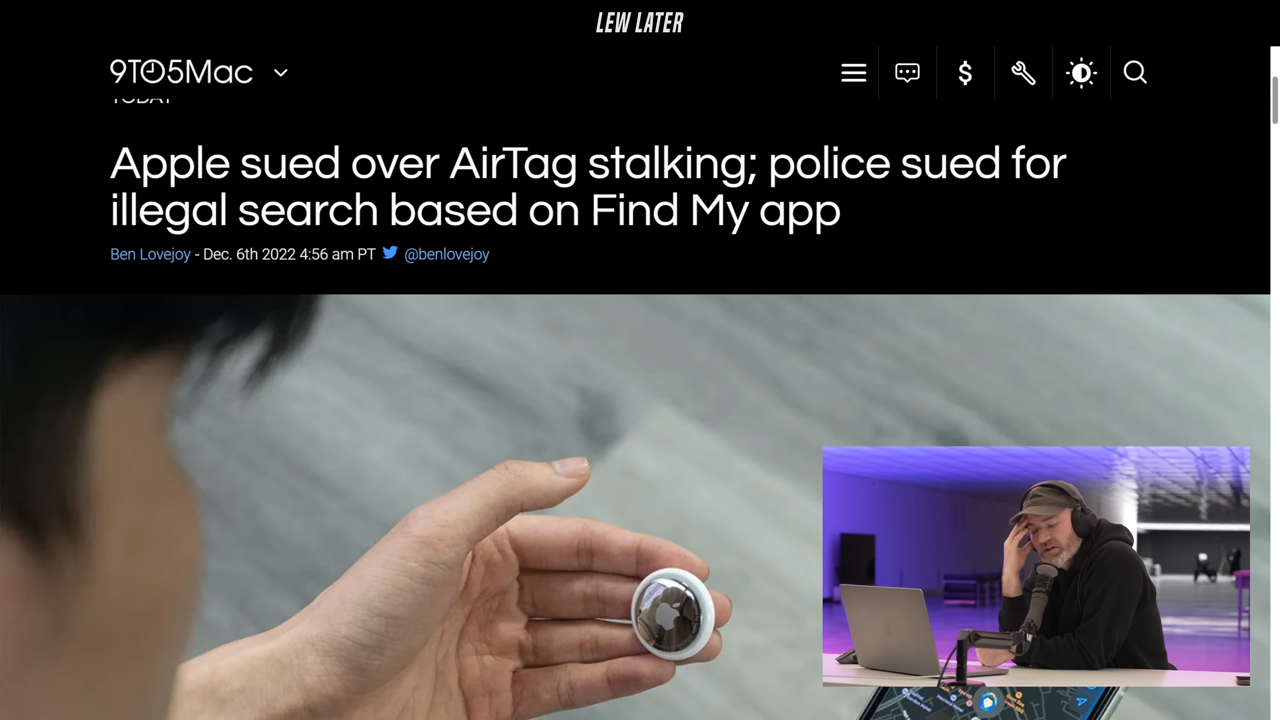 LEW LATER
9TO5Mac
TODAY
Apple sued over AirTag stalking; police sued for
illegal search based on Find My app
Ben Lovejoy - Dec. 6th 2022 4:56 am PT @benlovejoy